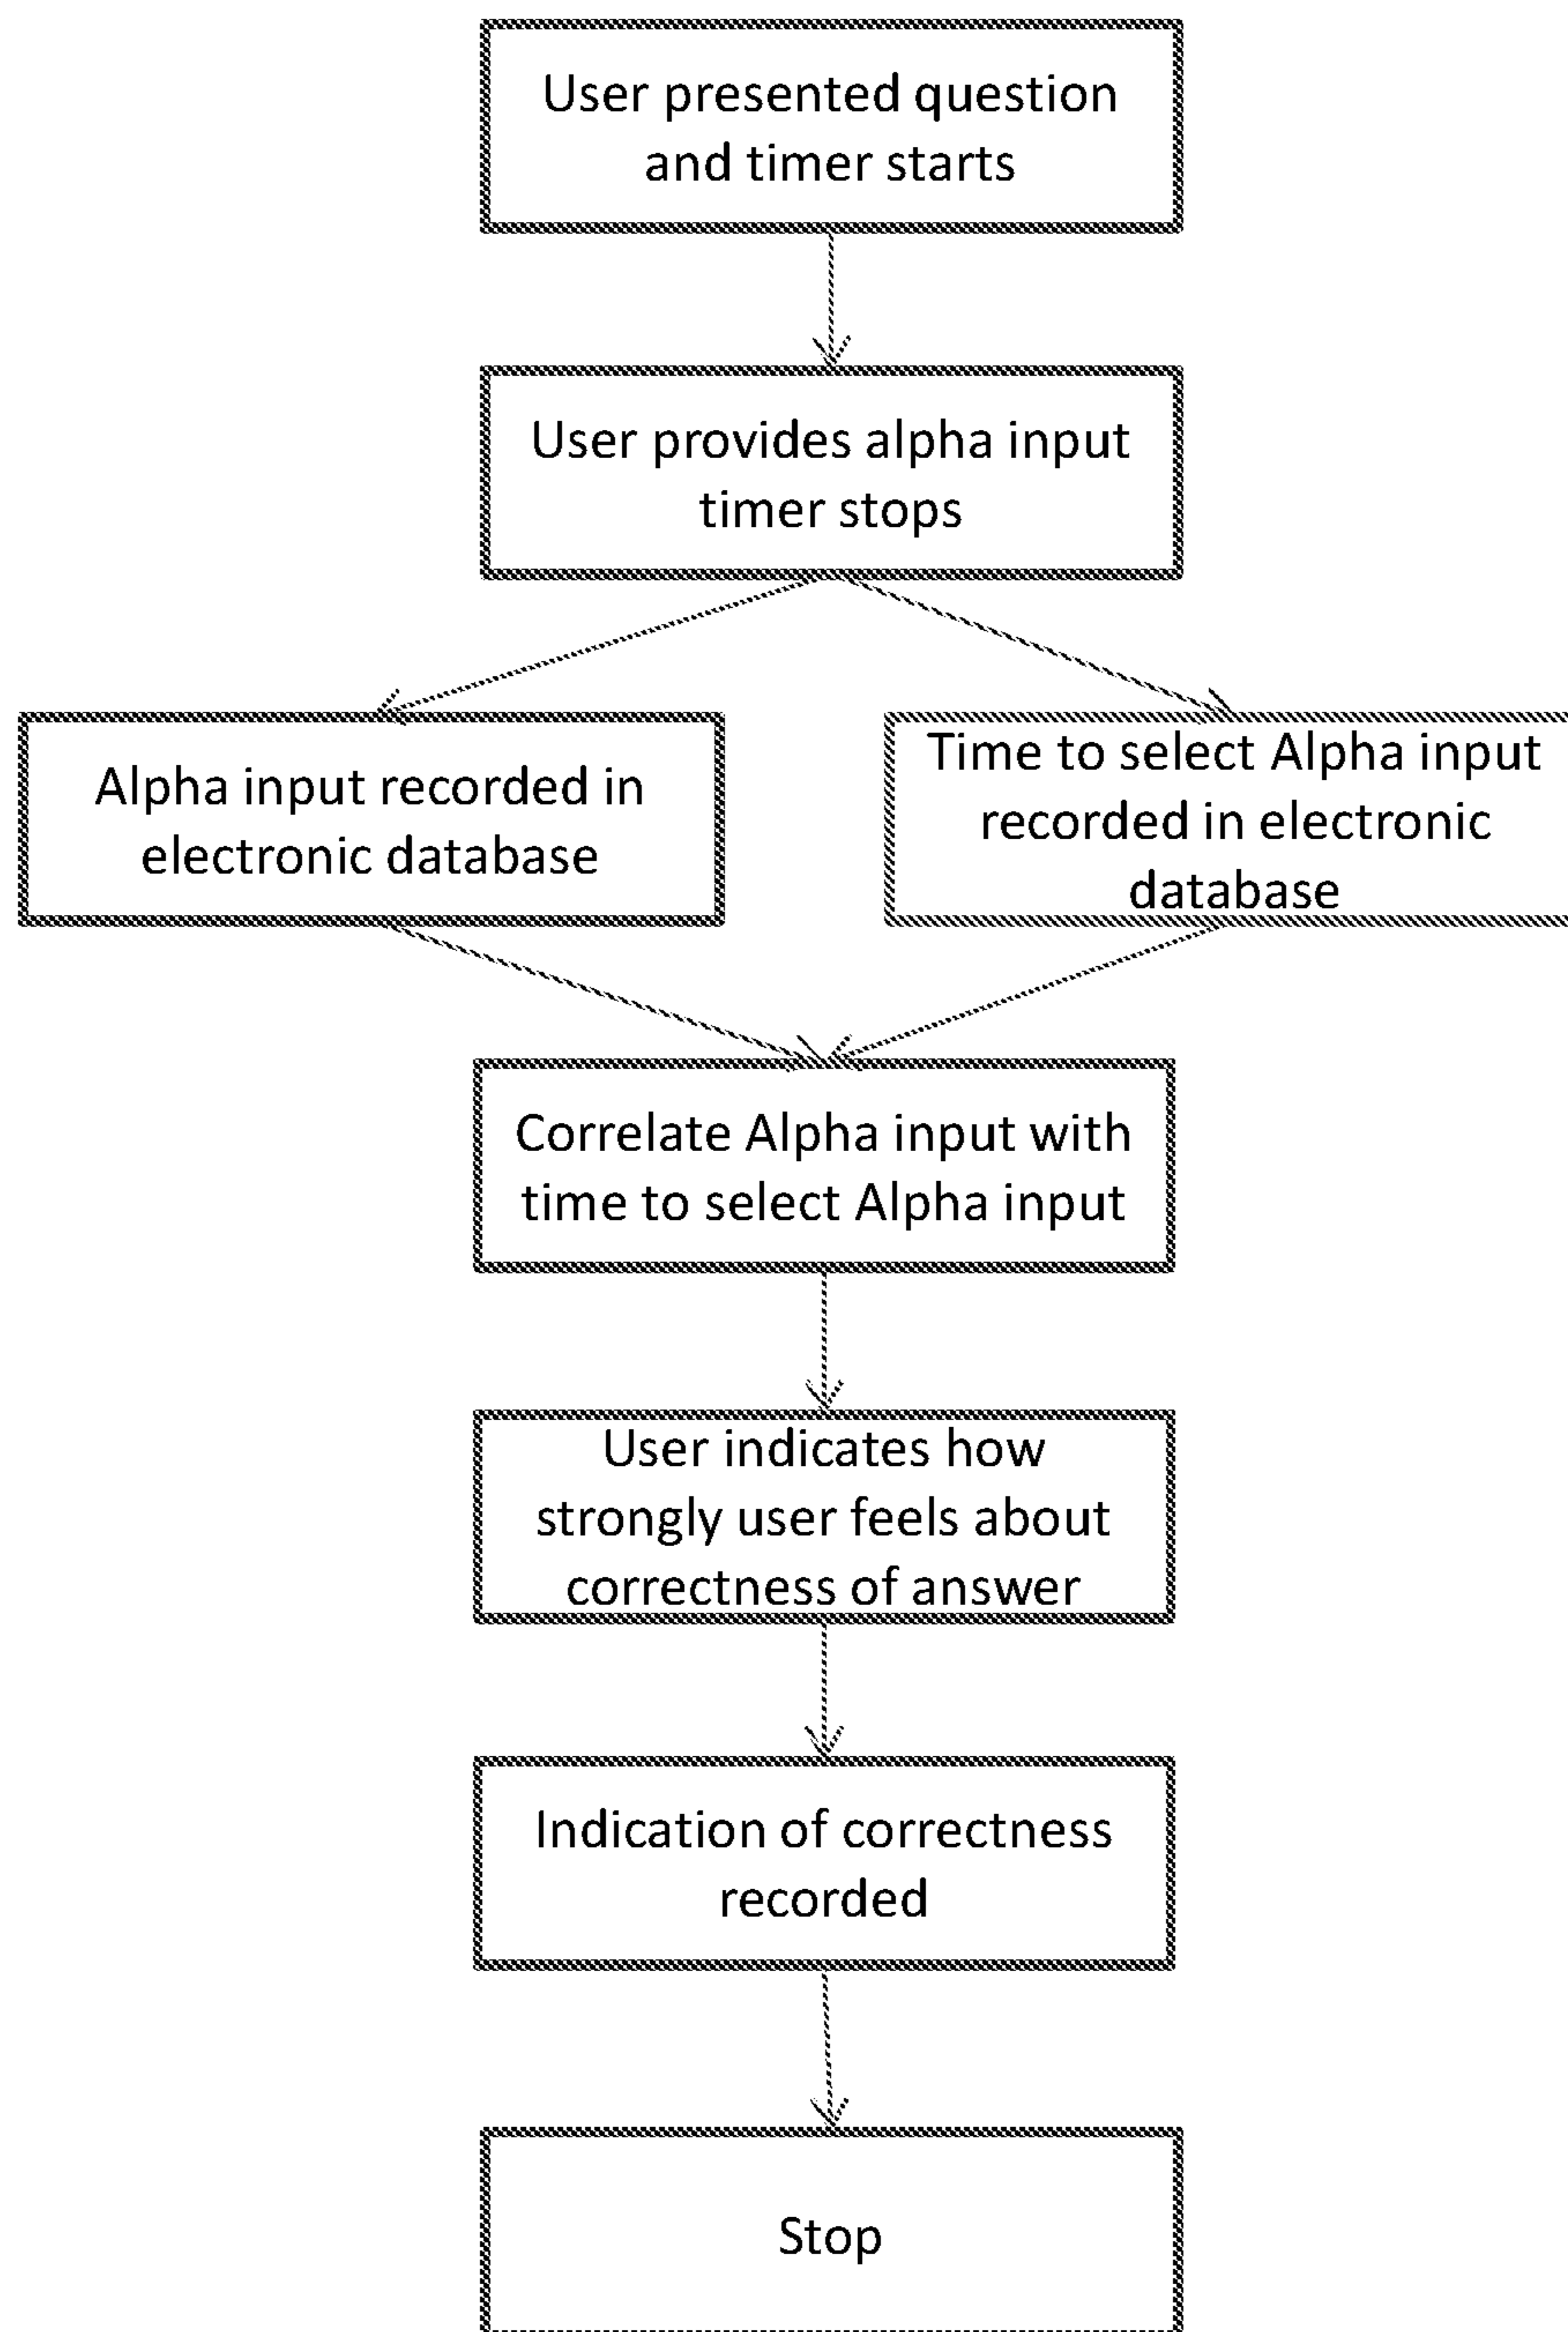 User presented question
and timer starts
User provides alpha input
timer stops
Alpha input recorded in
electronic database
Time to select Alpha input
recorded in electronic
database
Correlate Alpha input with
time to select Alpha input
User indicates how
strongly user feels about
correctness of answer
Indication of correctness
recorded
Stop